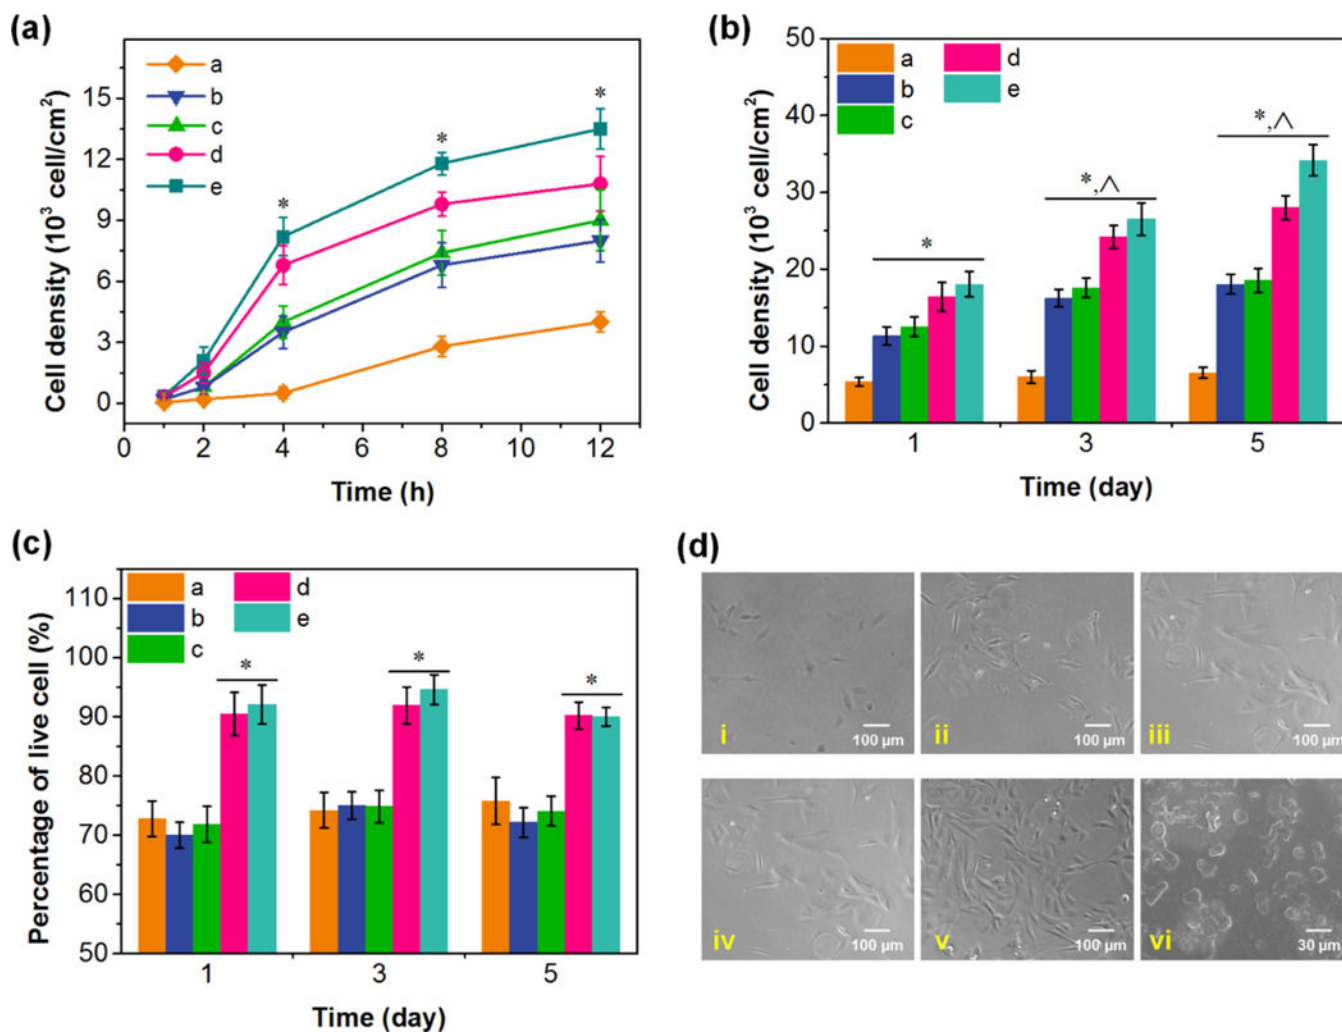 (a)
a
b
c
d
e
15
12
9
6
3
0
*
*
*
0 2 4 6 8 10 12
Cell density (10³ cell/cm²)
Time (h)
(b)
a
b
c
d
e
50
40
30
20
10
0
*
*,^
*,^
1 3 5
Cell density (10³ cell/cm²)
Time (day)
(c)
a
b
c
d
e
110
100
90
80
70
60
50
*
*
*
1 3 5
Percentage of live cell (%)
Time (day)
(d)
i 100 µm
ii 100 µm
iii 100 µm
iv 100 µm
v 100 µm
vi 30 µm